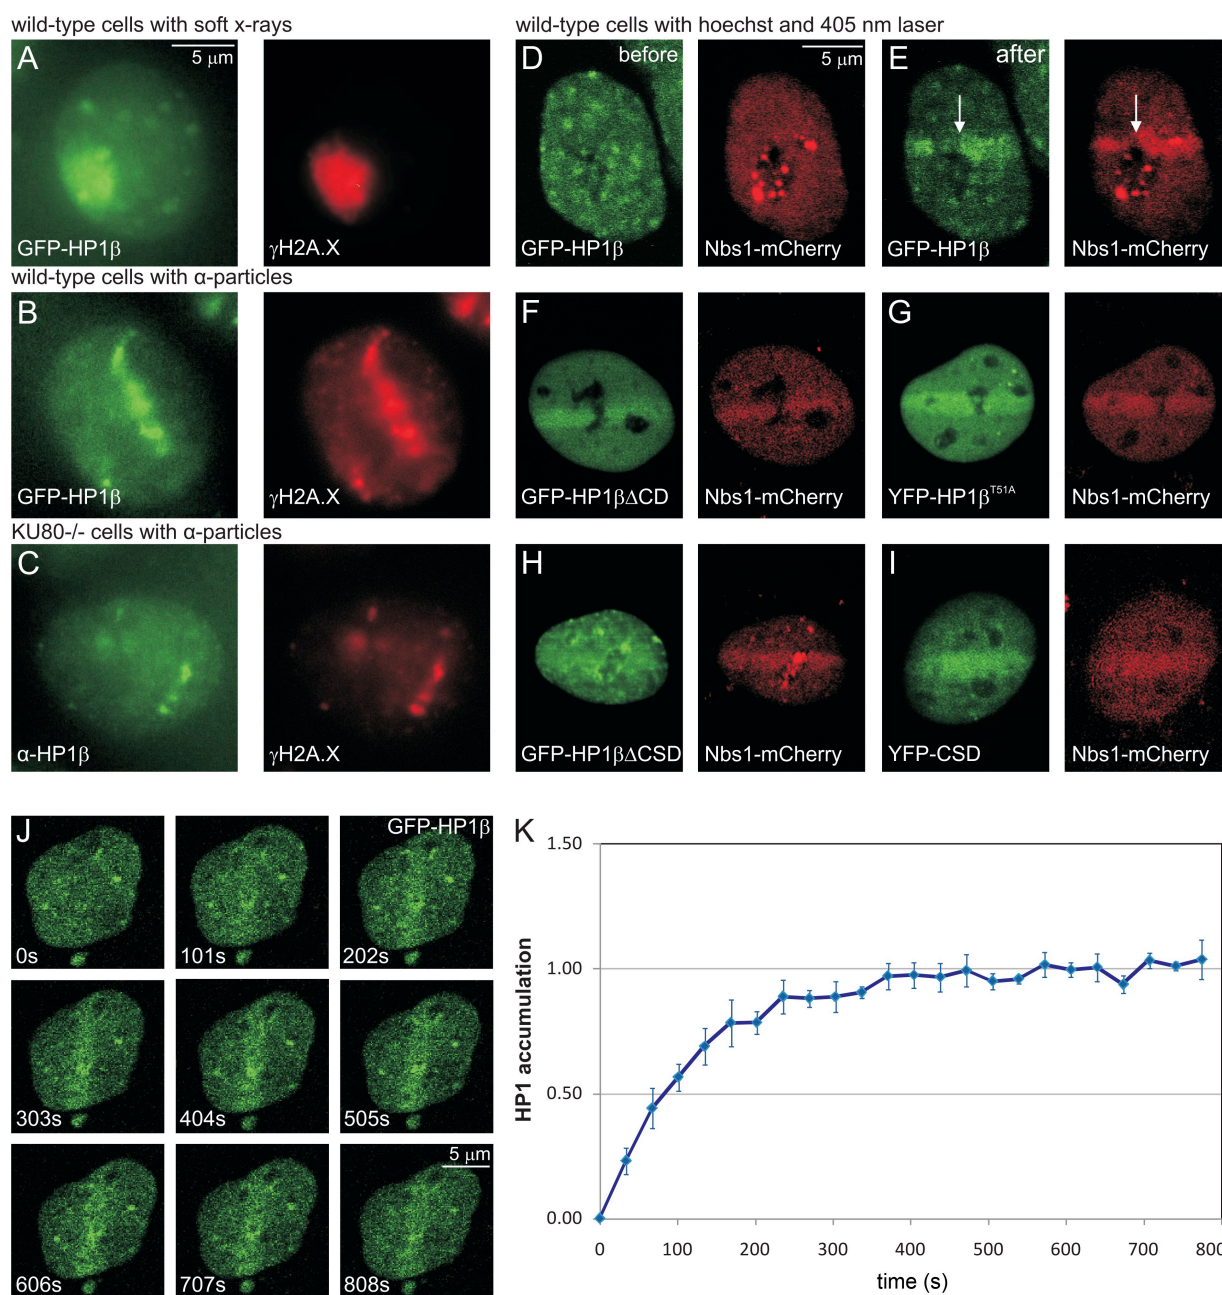 wild-type cells with soft x-rays
wild-type cells with hoechst and 405 nm laser
A
5 µm
GFP-HP1β
γH2A.X
D
before
GFP-HP1β
5 µm
Nbs1-mCherry
E
after
GFP-HP1β
Nbs1-mCherry
wild-type cells with α-particles
B
GFP-HP1β
γH2A.X
F
GFP-HP1βΔCD
Nbs1-mCherry
G
YFP-HP1βT51A
Nbs1-mCherry
KU80-/- cells with α-particles
C
α-HP1β
γH2A.X
H
GFP-HP1βΔCSD
Nbs1-mCherry
I
YFP-CSD
Nbs1-mCherry
J
GFP-HP1β
0s
101s
202s
303s
404s
505s
5 µm
606s
707s
808s
K
HP1 accumulation
1.50
1.00
0.50
0.00
0 100 200 300 400 500 600 700 800
time (s)